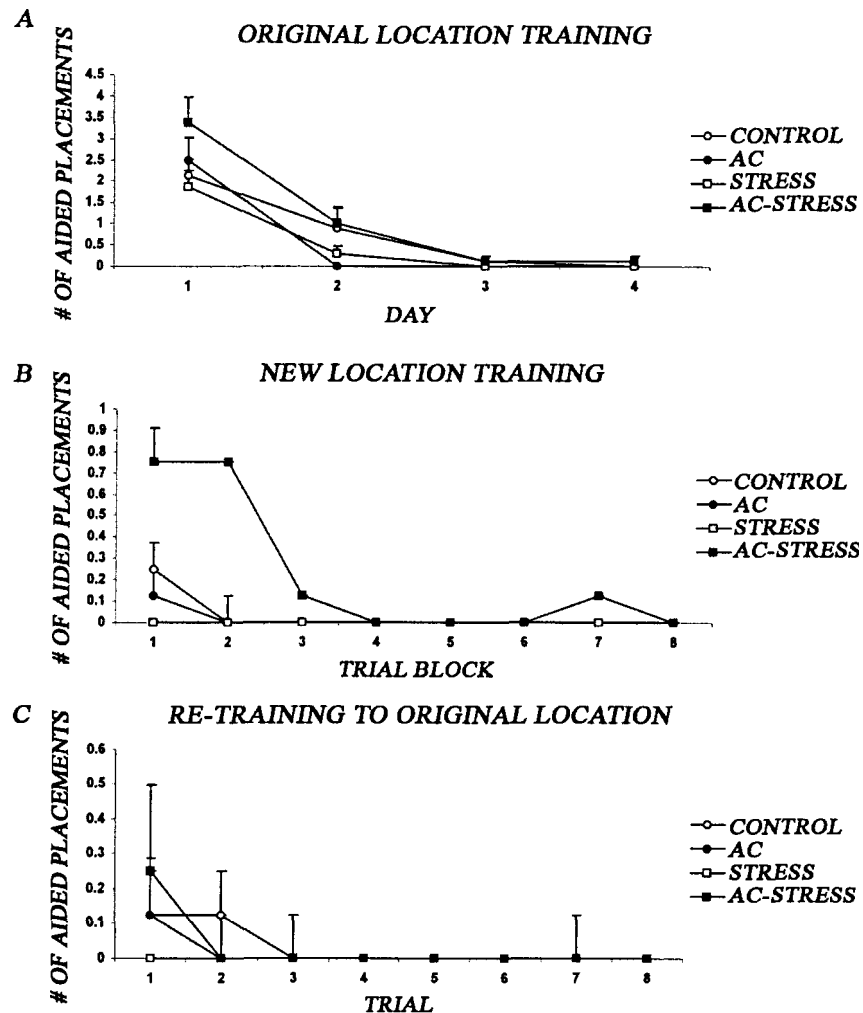 A
ORIGINAL LOCATION TRAINING
# OF AIDED PLACEMENTS
4.5
4
3.5
3
2.5
2
1.5
1
0.5
0
1 2 3 4
DAY
CONTROL
AC
STRESS
AC-STRESS
B
NEW LOCATION TRAINING
# OF AIDED PLACEMENTS
1
0.9
0.8
0.7
0.6
0.5
0.4
0.3
0.2
0.1
0
1 2 3 4 5 6 7 8
TRIAL BLOCK
CONTROL
AC
STRESS
AC-STRESS
C
RE-TRAINING TO ORIGINAL LOCATION
# OF AIDED PLACEMENTS
0.6
0.5
0.4
0.3
0.2
0.1
0
1 2 3 4 5 6 7 8
TRIAL
CONTROL
AC
STRESS
AC-STRESS